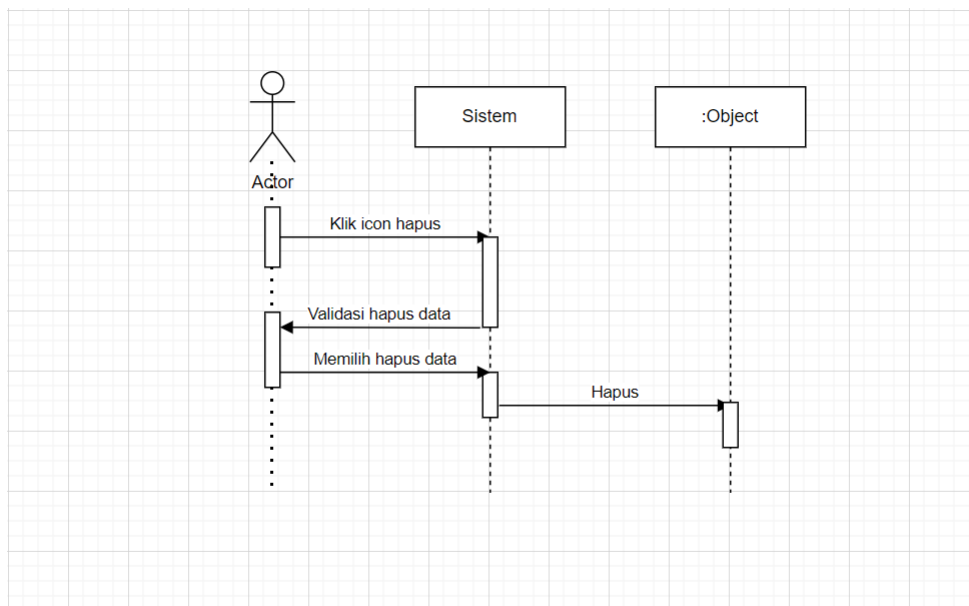 Sistem
:Object
Actor
Klik icon hapus
Validasi hapus data
Memilih hapus data
Hapus